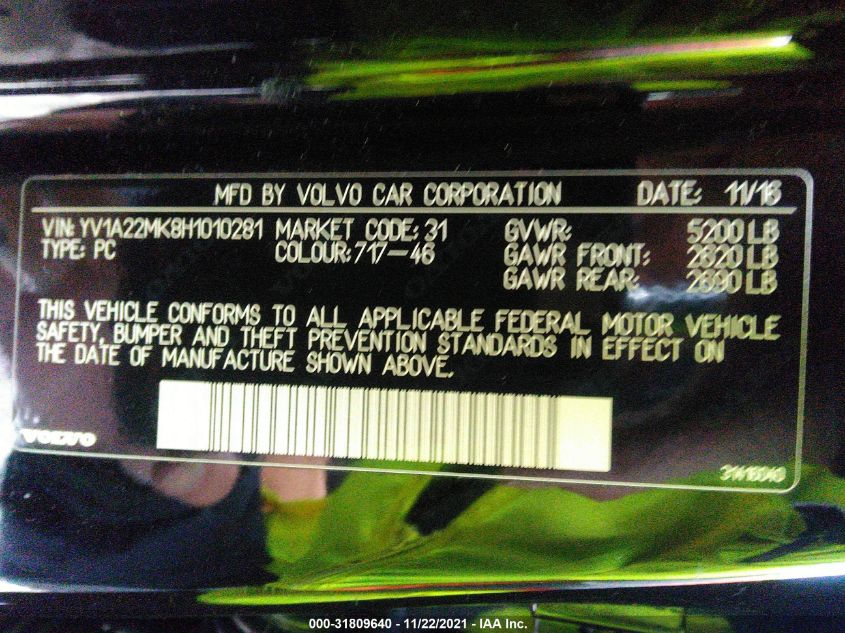 MFD BY VOLVO CAR CORPORATION DATE: 11/16
VIN: YV1A22MK8H1010281 MARKET CODE: 31 GVWR: 5200 LB
TYPE: PC COLOUR: 717-46 GAWR FRONT: 2820 LB
GAWR REAR: 2690 LB
THIS VEHICLE CONFORMS TO ALL APPLICABLE FEDERAL MOTOR VEHICLE
SAFETY, BUMPER AND THEFT PREVENTION STANDARDS IN EFFECT ON
THE DATE OF MANUFACTURE SHOWN ABOVE.
VOLVO
000-31809640 - 11/22/2021 - IAA Inc.